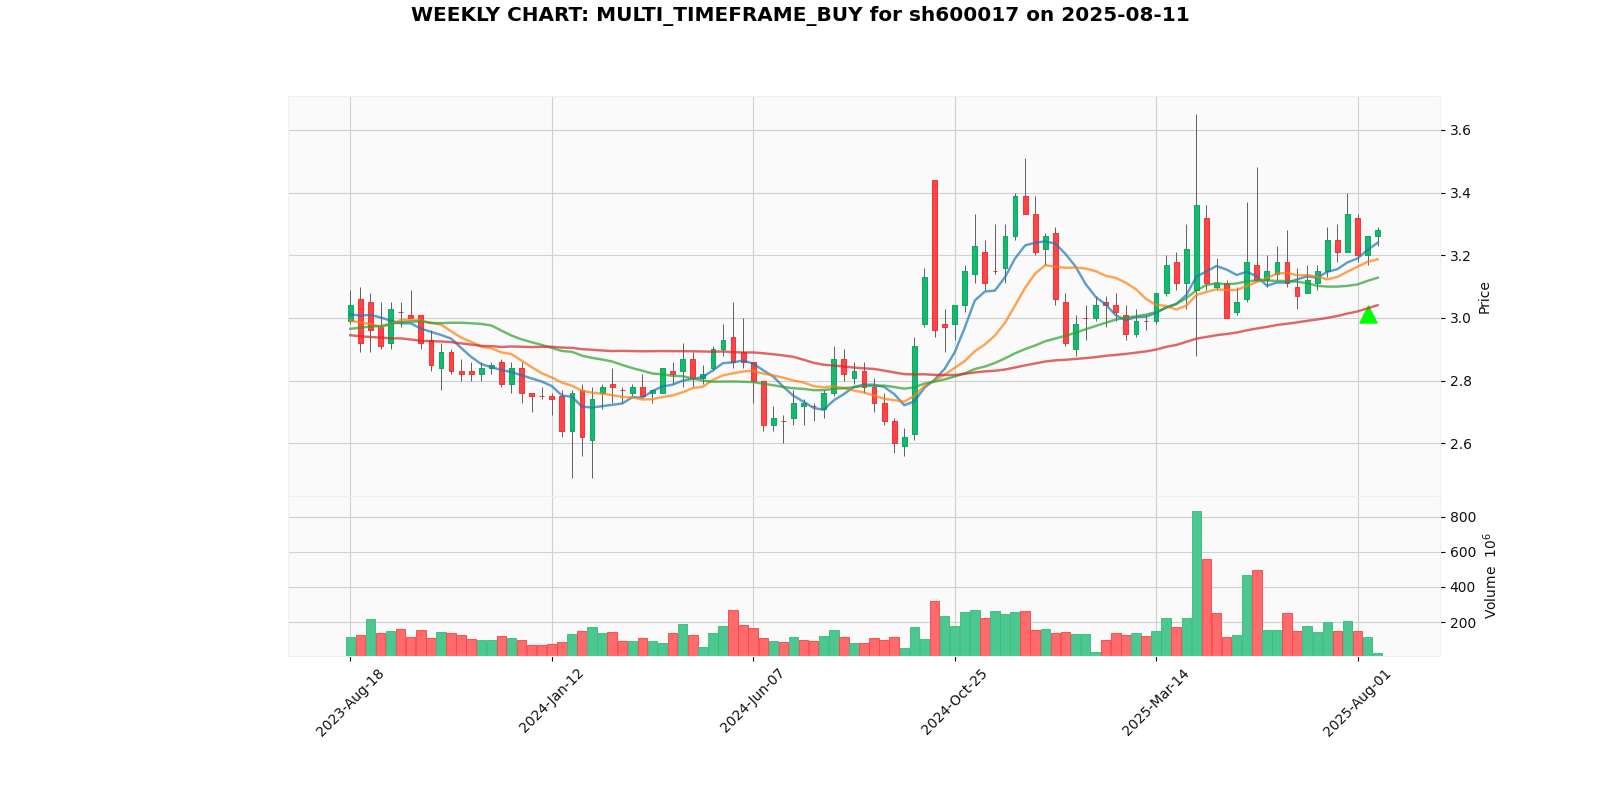 WEEKLY CHART: MULTI_TIMEFRAME_BUY for sh600017 on 2025-08-11
3.6
3.4
3.2
3.0
2.8
2.6
Price
800
600
400
200
Volume 10⁶
2023-Aug-18
2024-Jan-12
2024-Jun-07
2024-Oct-25
2025-Mar-14
2025-Aug-01